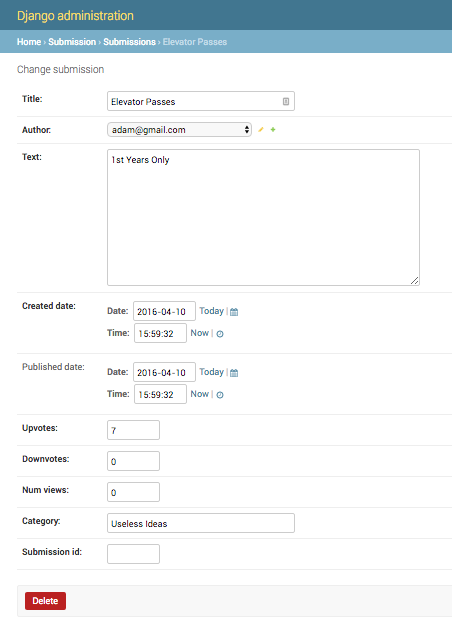 Django administration
Home › Submission › Submissions › Elevator Passes
Change submission
Title: Elevator Passes
Author: adam@gmail.com
Text: 1st Years Only
Created date: Date: 2016-04-10 Today |
Time: 15:59:32 Now |
Published date: Date: 2016-04-10 Today |
Time: 15:59:32 Now |
Upvotes: 7
Downvotes: 0
Num views: 0
Category: Useless Ideas
Submission id:
Delete